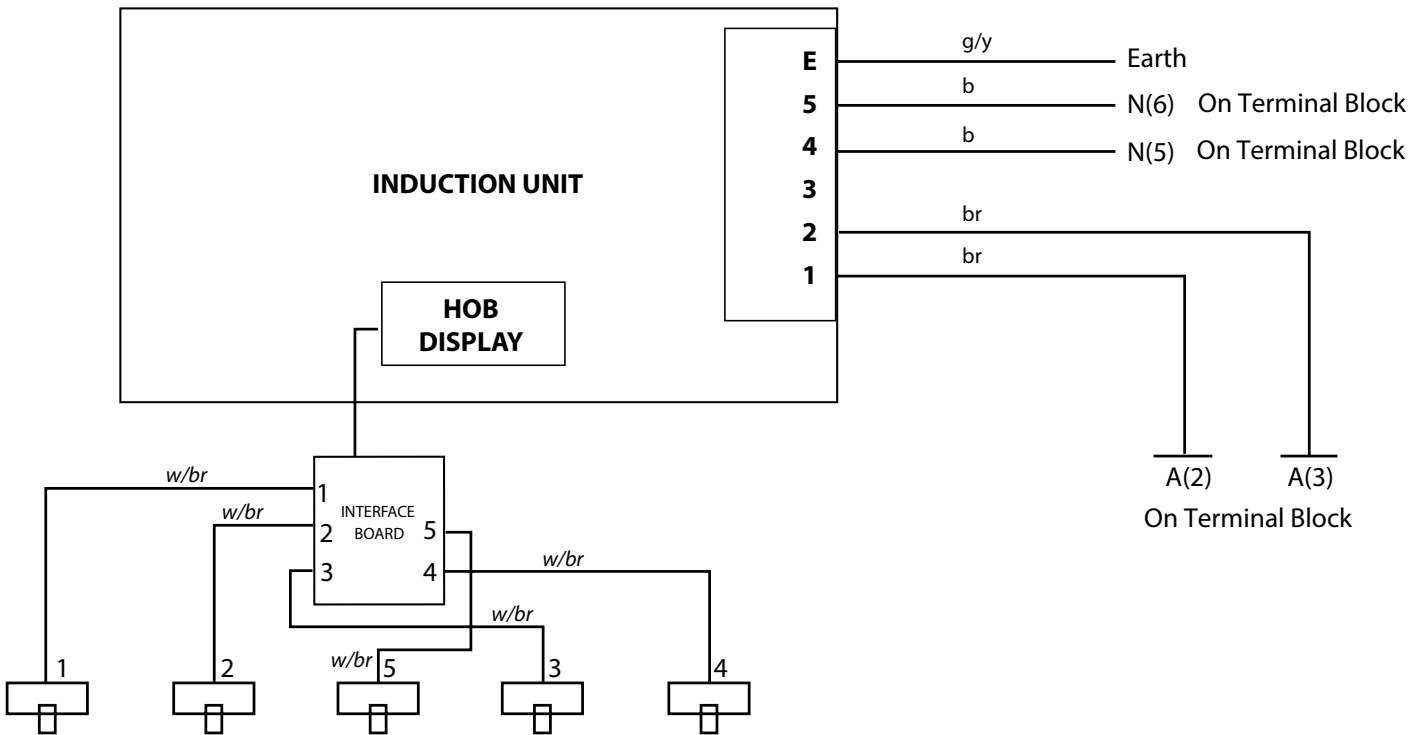 E g/y Earth
5 b N(6) On Terminal Block
4 b N(5) On Terminal Block
INDUCTION UNIT
3
2 br
1 br
HOB
DISPLAY
A(2) A(3)
On Terminal Block
w/br
1
w/br
INTERFACE
BOARD
2
5
3
4
w/br
w/br
w/br
1 2 5 3 4